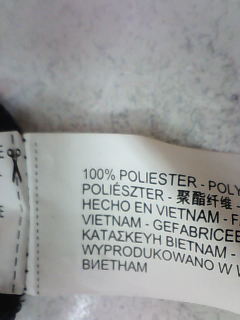 100% POLIESTER - POLY
POLIÉSZTER - 聚酯纤维 -
HECHO EN VIETNAM - F
VIETNAM - GEFABRICEE
ΚΑΤΑΣΚΕΥΗ ΒΙΕΤΝΑΜ -
WYPRODUKOWANO W W
ВИЕТНАМ